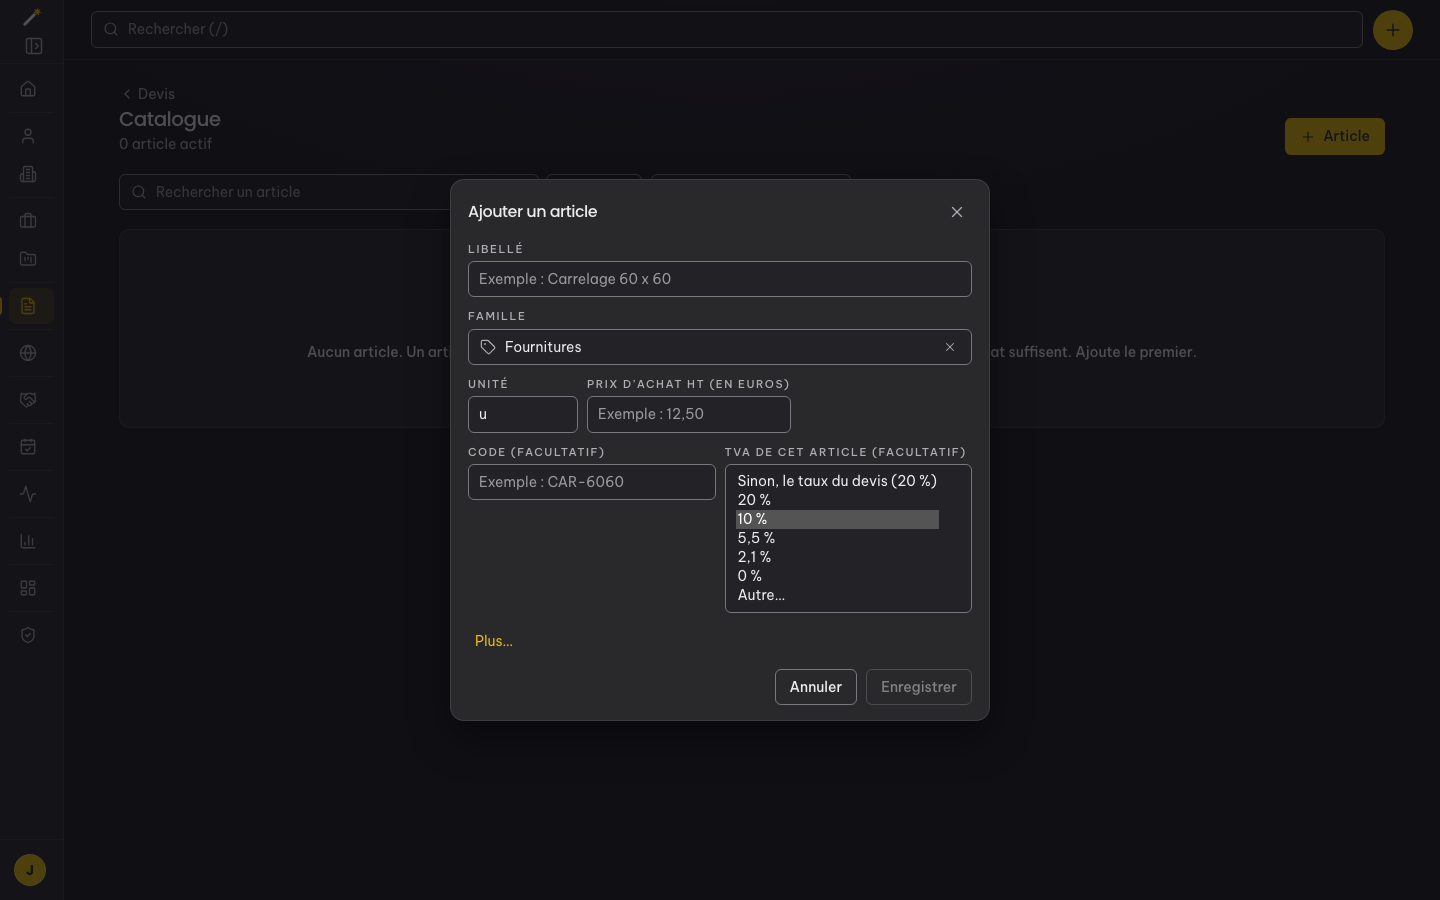 Rechercher (/)
Devis
Catalogue
0 article actif
Article
Rechercher un article
Ajouter un article
LIBELLÉ
Exemple : Carrelage 60 x 60
FAMILLE
Aucun article. Un arti
Fournitures
at suffisent. Ajoute le premier.
UNITÉ
PRIX D'ACHAT HT (EN EUROS)
u
Exemple : 12,50
CODE (FACULTATIF)
TVA DE CET ARTICLE (FACULTATIF)
Exemple : CAR-6060
Sinon, le taux du devis (20 %)
20 %
10 %
5,5 %
2,1 %
0 %
Autre...
Plus...
Annuler
Enregistrer
J